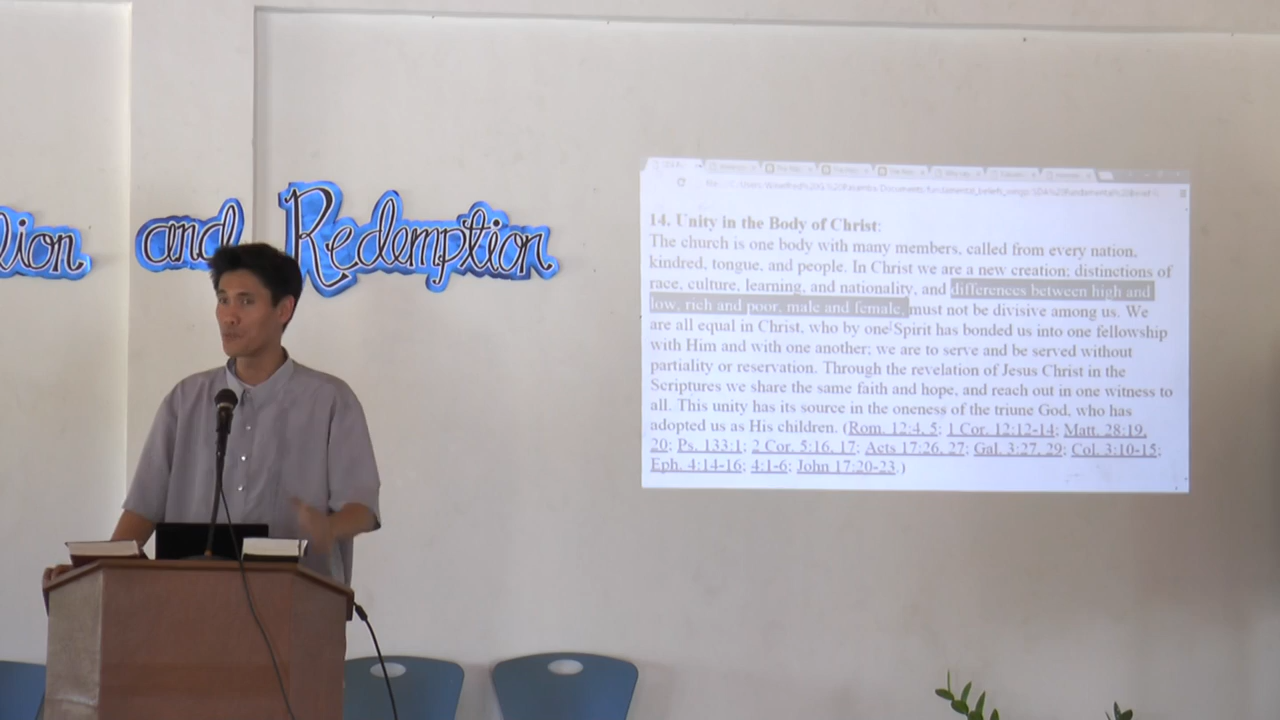 tion and Redemption
14. Unity in the Body of Christ:
The church is one body with many members, called from every nation,
kindred, tongue, and people. In Christ we are a new creation; distinctions of
race, culture, learning, and nationality, and differences between high and
low, rich and poor, male and female, must not be divisive among us. We
are all equal in Christ, who by one Spirit has bonded us into one fellowship
with Him and with one another; we are to serve and be served without
partiality or reservation. Through the revelation of Jesus Christ in the
Scriptures we share the same faith and hope, and reach out in one witness to
all. This unity has its source in the oneness of the triune God, who has
adopted us as His children. (Rom. 12:4, 5; 1 Cor. 12:12-14; Matt. 28:19,
20; Ps. 133:1; 2 Cor. 5:16, 17; Acts 17:26, 27; Gal. 3:27, 29; Col. 3:10-15;
Eph. 4:14-16; 4:1-6; John 17:20-23.)